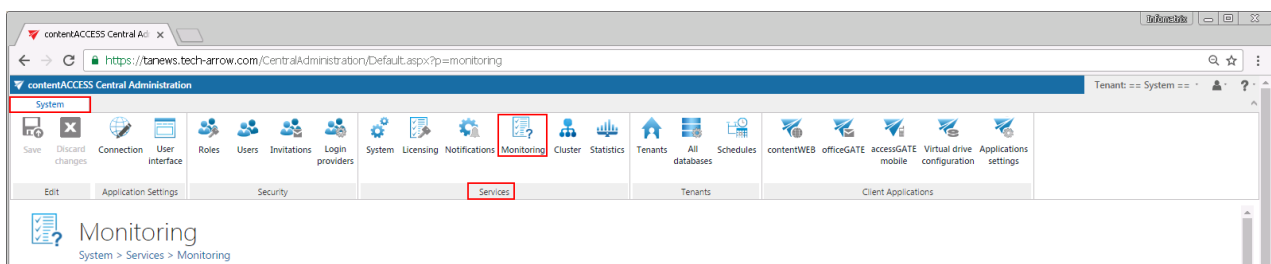 Infometrix
contentACCESS Central Ad
https://tanews.tech-arrow.com/CentralAdministration/Default.aspx?p=monitoring
contentACCESS Central Administration
Tenant: == System ==
?
System
Save
Discard changes
Connection
User interface
Roles
Users
Invitations
Login providers
System
Licensing
Notifications
Monitoring
Cluster
Statistics
Tenants
All databases
Schedules
contentWEB
officeGATE
accessGATE mobile
Virtual drive configuration
Applications settings
Edit
Application Settings
Security
Services
Tenants
Client Applications
Monitoring
System > Services > Monitoring